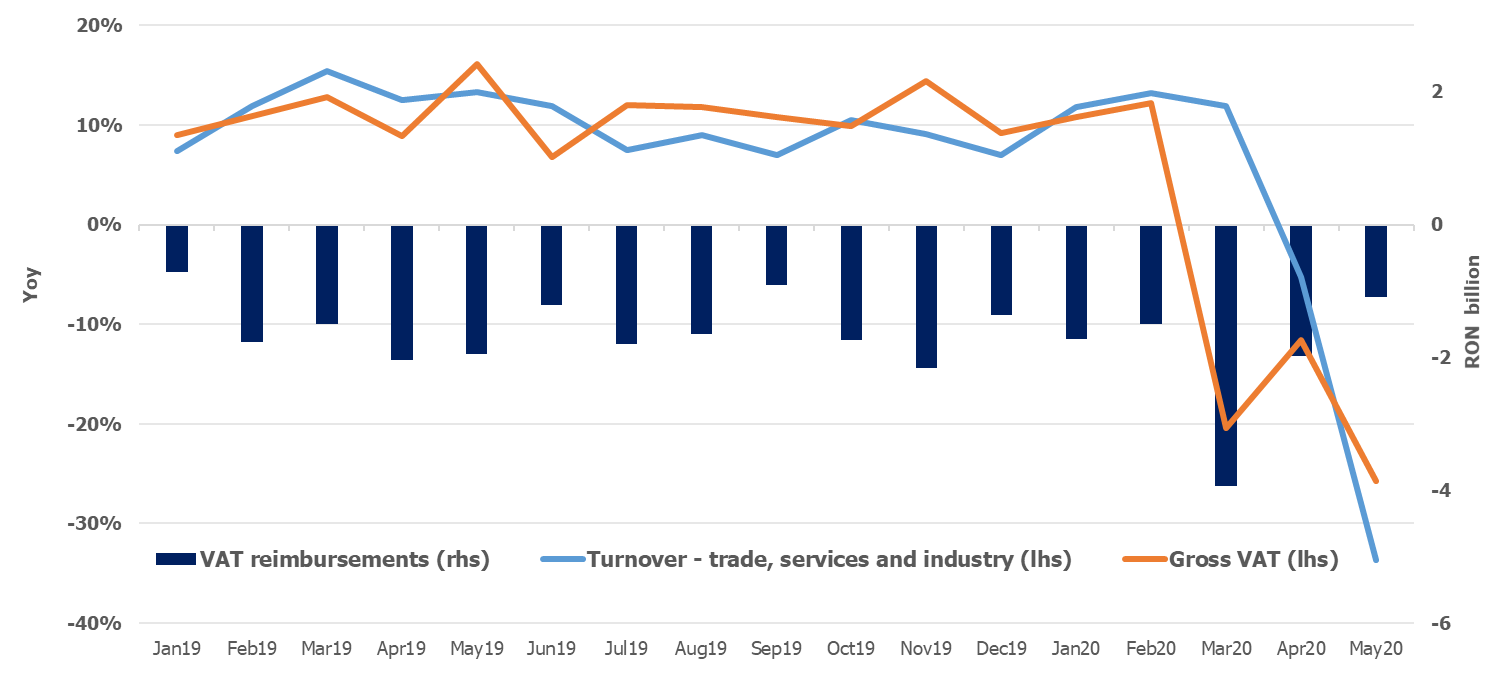 20%
10%
0%
-10%
-20%
-30%
-40%
Yoy
2
0
-2
-4
-6
RON billion
VAT reimbursements (rhs)
Turnover - trade, services and industry (lhs)
Gross VAT (lhs)
Jan19 Feb19 Mar19 Apr19 May19 Jun19 Jul19 Aug19 Sep19 Oct19 Nov19 Dec19 Jan20 Feb20 Mar20 Apr20 May20